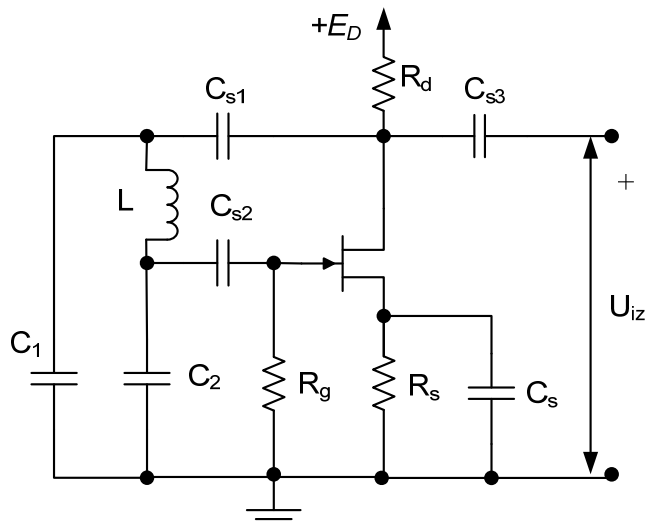 +E_D
R_d
C_s1
C_s3
L
C_s2
+
U_iz
C_1
C_2
R_g
R_s
C_s